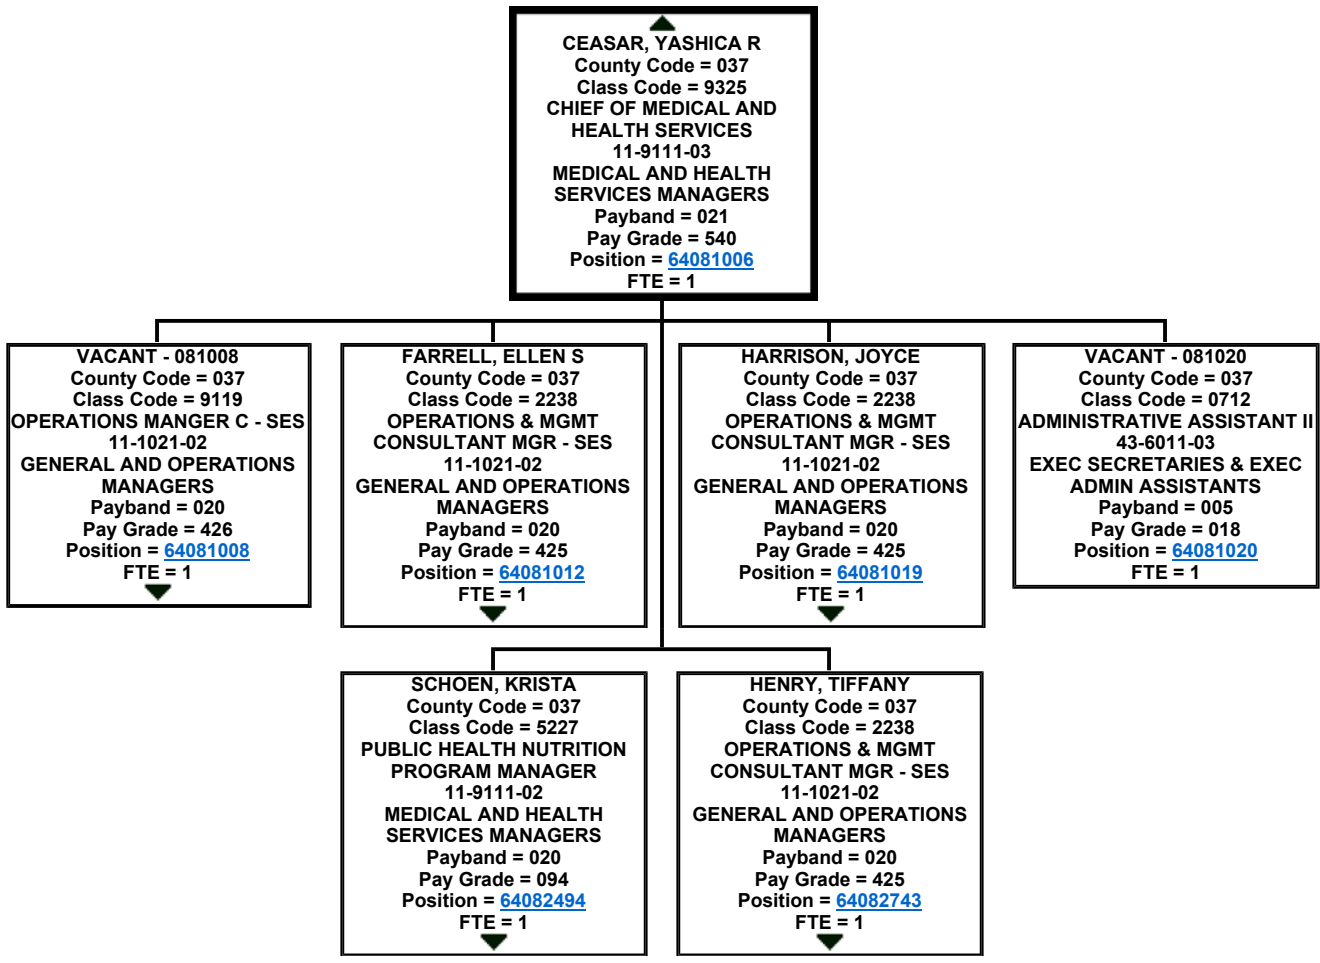 CEASAR, YASHICA R
County Code = 037
Class Code = 9325
CHIEF OF MEDICAL AND
HEALTH SERVICES
11-9111-03
MEDICAL AND HEALTH
SERVICES MANAGERS
Payband = 021
Pay Grade = 540
Position = 64081006
FTE = 1
VACANT - 081008
County Code = 037
Class Code = 9119
OPERATIONS MANGER C - SES
11-1021-02
GENERAL AND OPERATIONS
MANAGERS
Payband = 020
Pay Grade = 426
Position = 64081008
FTE = 1
FARRELL, ELLEN S
County Code = 037
Class Code = 2238
OPERATIONS & MGMT
CONSULTANT MGR - SES
11-1021-02
GENERAL AND OPERATIONS
MANAGERS
Payband = 020
Pay Grade = 425
Position = 64081012
FTE = 1
HARRISON, JOYCE
County Code = 037
Class Code = 2238
OPERATIONS & MGMT
CONSULTANT MGR - SES
11-1021-02
GENERAL AND OPERATIONS
MANAGERS
Payband = 020
Pay Grade = 425
Position = 64081019
FTE = 1
VACANT - 081020
County Code = 037
Class Code = 0712
ADMINISTRATIVE ASSISTANT II
43-6011-03
EXEC SECRETARIES & EXEC
ADMIN ASSISTANTS
Payband = 005
Pay Grade = 018
Position = 64081020
FTE = 1
SCHOEN, KRISTA
County Code = 037
Class Code = 5227
PUBLIC HEALTH NUTRITION
PROGRAM MANAGER
11-9111-02
MEDICAL AND HEALTH
SERVICES MANAGERS
Payband = 020
Pay Grade = 094
Position = 64082494
FTE = 1
HENRY, TIFFANY
County Code = 037
Class Code = 2238
OPERATIONS & MGMT
CONSULTANT MGR - SES
11-1021-02
GENERAL AND OPERATIONS
MANAGERS
Payband = 020
Pay Grade = 425
Position = 64082743
FTE = 1